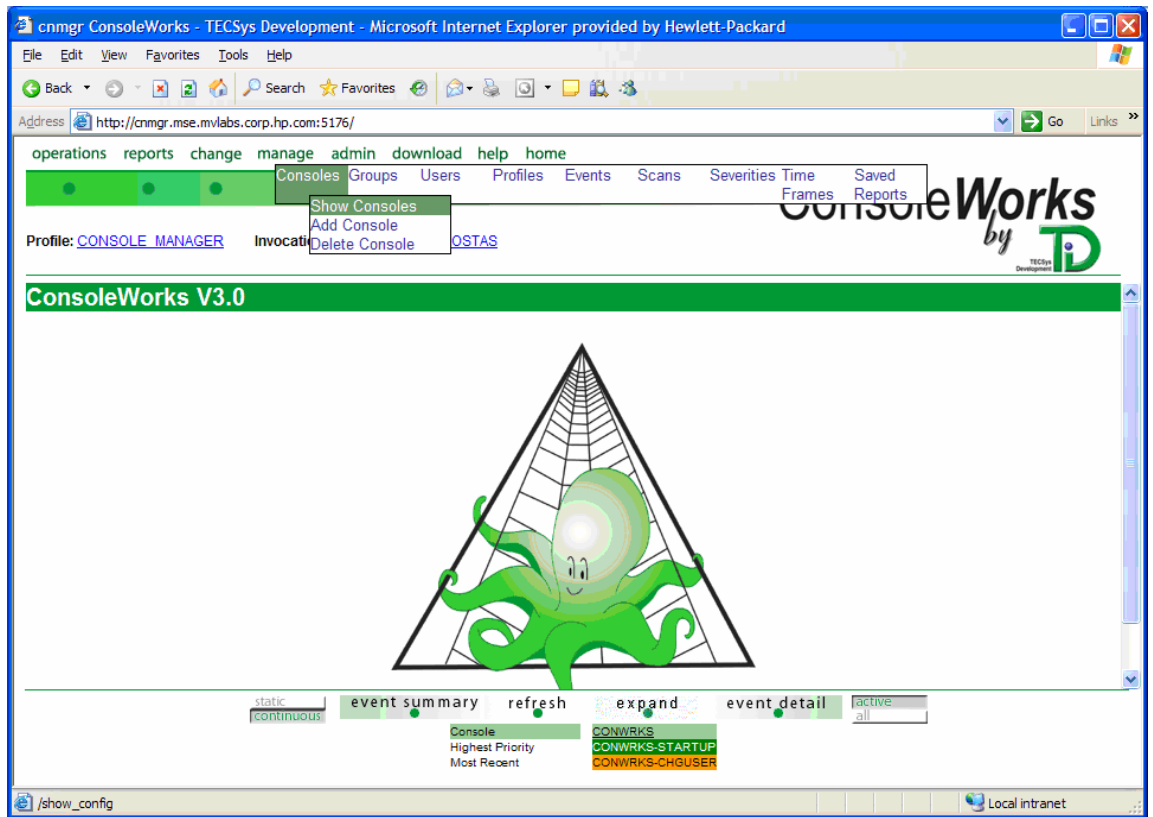 cnmgr ConsoleWorks - TECSys Development - Microsoft Internet Explorer provided by Hewlett-Packard
File Edit View Favorites Tools Help
Back Search Favorites
Address http://cnmgr.mse.mvlabs.corp.hp.com:5176/ Go Links »
operations reports change manage admin download help home
Consoles Groups Users Profiles Events Scans Severities Time Frames Saved Reports
Show Consoles
Add Console
Delete Console
ConsoleWorks
by TECSys Development
Profile: CONSOLE_MANAGER Invocati OSTAS
ConsoleWorks V3.0
static event summary refresh expand event detail active
continuous all
Console CONWRKS
Highest Priority CONWRKS-STARTUP
Most Recent CONWRKS-CHGUSER
/show_config Local intranet